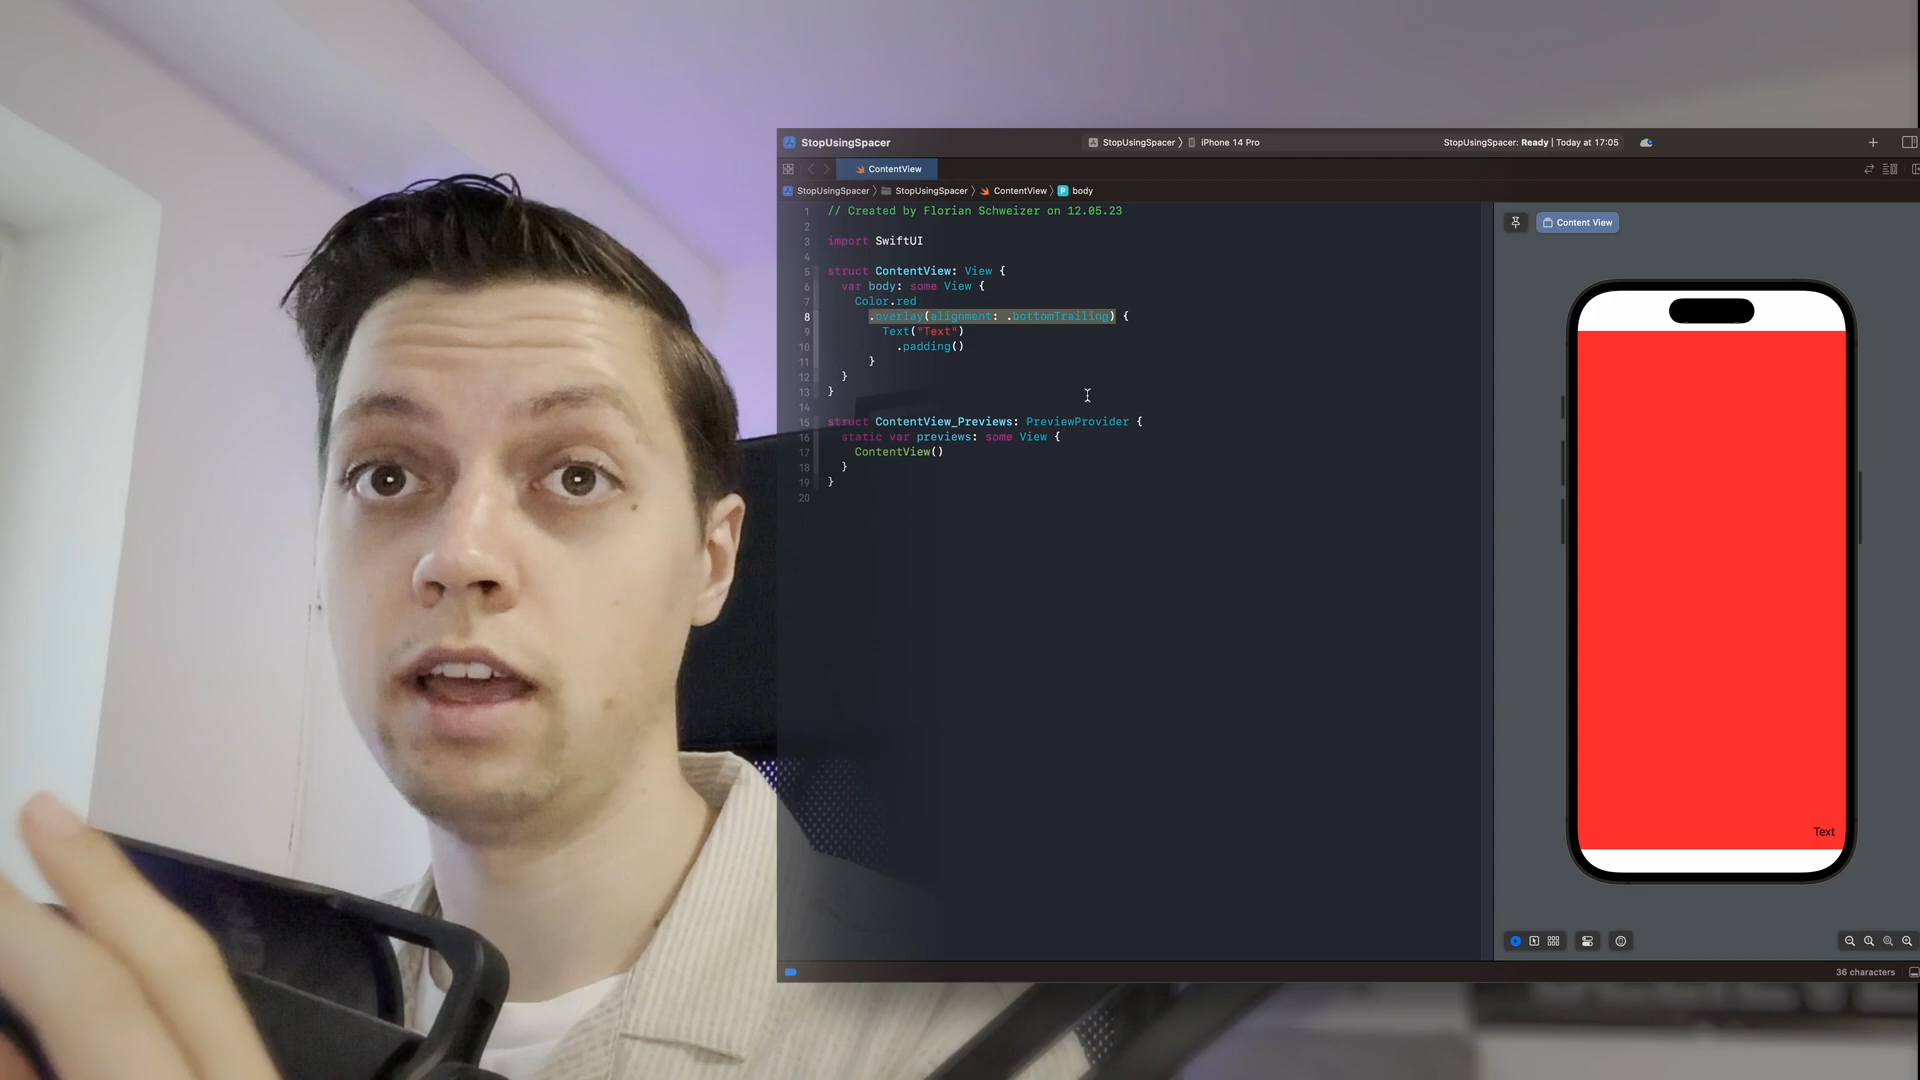 StopUsingSpacer
StopUsingSpacer 〉 iPhone 14 Pro
StopUsingSpacer: Ready | Today at 17:05
ContentView
StopUsingSpacer 〉 StopUsingSpacer 〉 ContentView 〉 P body
1 // Created by Florian Schweizer on 12.05.23
2
3 import SwiftUI
4
5 struct ContentView: View {
6 var body: some View {
7 Color.red
8 .overlay(alignment: .bottomTrailing) {
9 Text("Text")
10 .padding()
11 }
12 }
13 }
14
15 struct ContentView_Previews: PreviewProvider {
16 static var previews: some View {
17 ContentView()
18 }
19 }
20
Content View
Text
36 characters